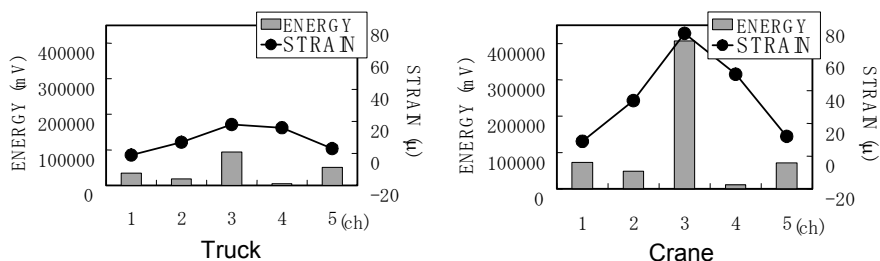 ENERGY
STRAIN
ENERGY (mV)
400000
300000
200000
100000
0
80
60
40
20
0
-20
STRAIN (μ)
1 2 3 4 5 (ch)
Truck
ENERGY
STRAIN
ENERGY (mV)
400000
300000
200000
100000
0
80
60
40
20
0
-20
STRAIN (μ)
1 2 3 4 5 (ch)
Crane